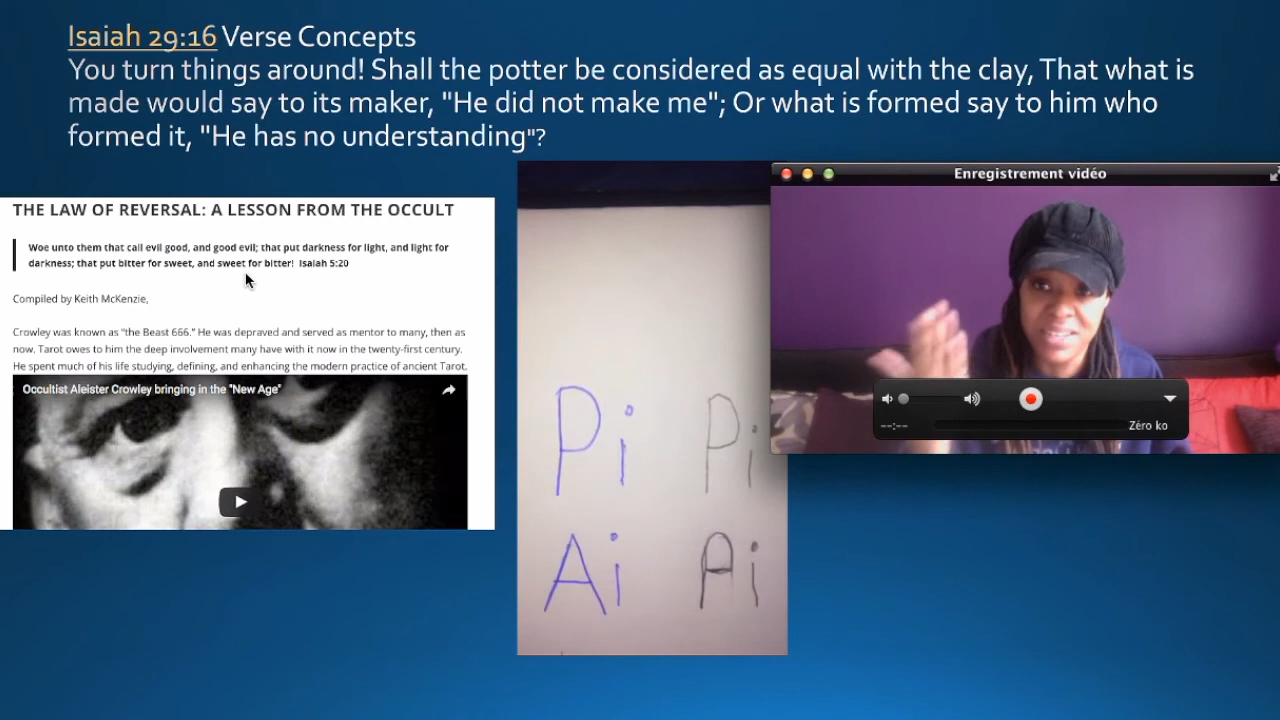 Isaiah 29:16 Verse Concepts
You turn things around! Shall the potter be considered as equal with the clay, That what is
made would say to its maker, "He did not make me"; Or what is formed say to him who
formed it, "He has no understanding"?
THE LAW OF REVERSAL: A LESSON FROM THE OCCULT
Woe unto them that call evil good, and good evil; that put darkness for light, and light for
darkness; that put bitter for sweet, and sweet for bitter! Isaiah 5:20
Compiled by Keith McKenzie,
Crowley was known as "the Beast 666." He was depraved and served as mentor to many, then as
now. Tarot owes to him the deep involvement many have with it now in the twenty-first century.
He spent much of his life studying, defining, and enhancing the modern practice of ancient Tarot.
Occultist Aleister Crowley bringing in the "New Age"
Pi Pi
Ai Ai
Enregistrement vidéo
--:-- Zéro ko